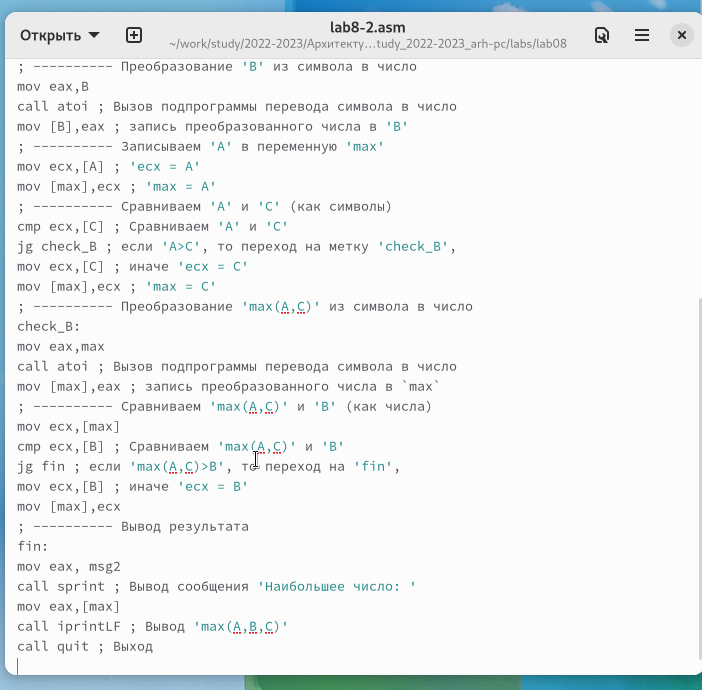 Открыть
lab8-2.asm
~/work/study/2022-2023/Архитекту…tudy_2022-2023_arh-pc/labs/lab08
; ---------- Преобразование 'B' из символа в число
mov eax,B
call atoi ; Вызов подпрограммы перевода символа в число
mov [B],eax ; запись преобразованного числа в 'B'
; ---------- Записываем 'A' в переменную 'max'
mov ecx,[A] ; 'ecx = A'
mov [max],ecx ; 'max = A'
; ---------- Сравниваем 'A' и 'С' (как символы)
cmp ecx,[C] ; Сравниваем 'A' и 'С'
jg check_B ; если 'A>C', то переход на метку 'check_B',
mov ecx,[C] ; иначе 'ecx = C'
mov [max],ecx ; 'max = C'
; ---------- Преобразование 'max(A,C)' из символа в число
check_B:
mov eax,max
call atoi ; Вызов подпрограммы перевода символа в число
mov [max],eax ; запись преобразованного числа в `max`
; ---------- Сравниваем 'max(A,C)' и 'B' (как числа)
mov ecx,[max]
cmp ecx,[B] ; Сравниваем 'max(A,C)' и 'B'
jg fin ; если 'max(A,C)>B', то переход на 'fin',
mov ecx,[B] ; иначе 'ecx = B'
mov [max],ecx
; ---------- Вывод результата
fin:
mov eax, msg2
call sprint ; Вывод сообщения 'Наибольшее число: '
mov eax,[max]
call iprintLF ; Вывод 'max(A,B,C)'
call quit ; Выход